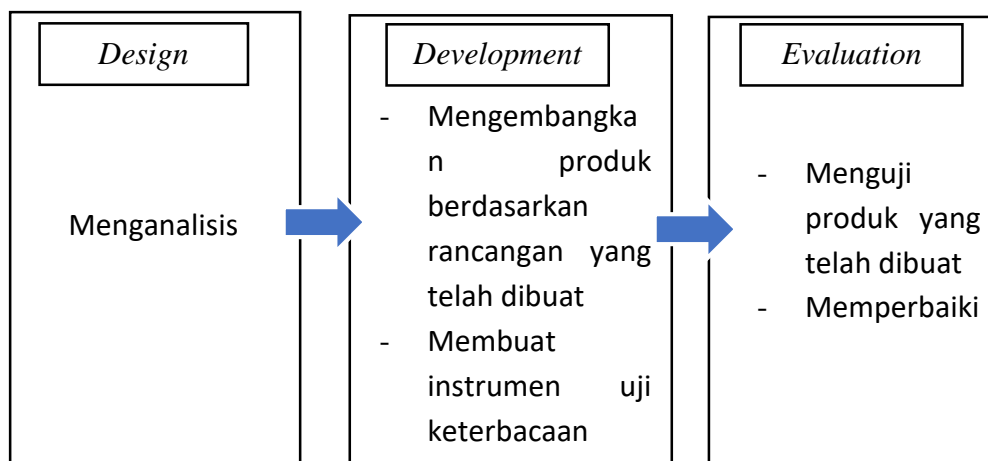 Design
Menganalisis
Development
- Mengembangka
n produk
berdasarkan
rancangan yang
telah dibuat
- Membuat
instrumen uji
keterbacaan
Evaluation
- Menguji
produk yang
telah dibuat
- Memperbaiki